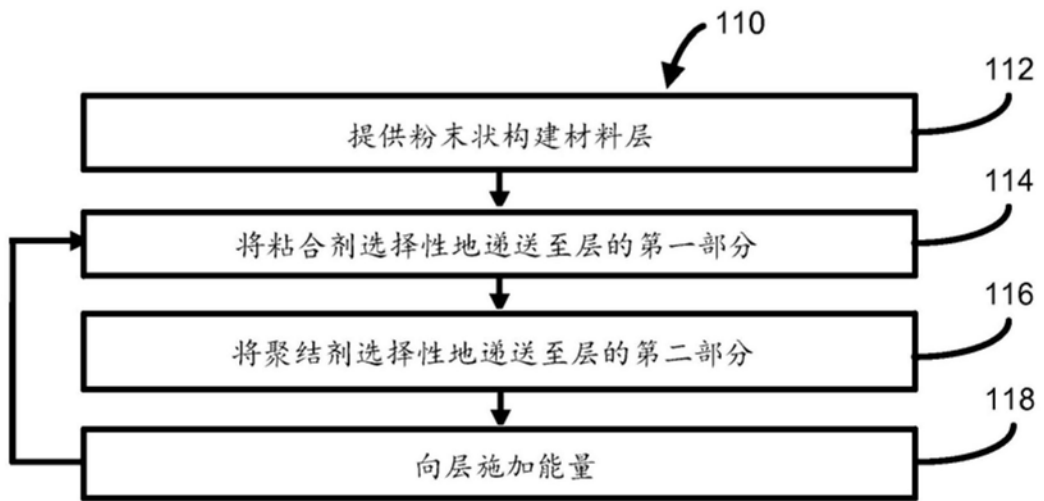 110
112
提供粉末状构建材料层
114
将粘合剂选择性地递送至层的第一部分
116
将聚结剂选择性地递送至层的第二部分
118
向层施加能量